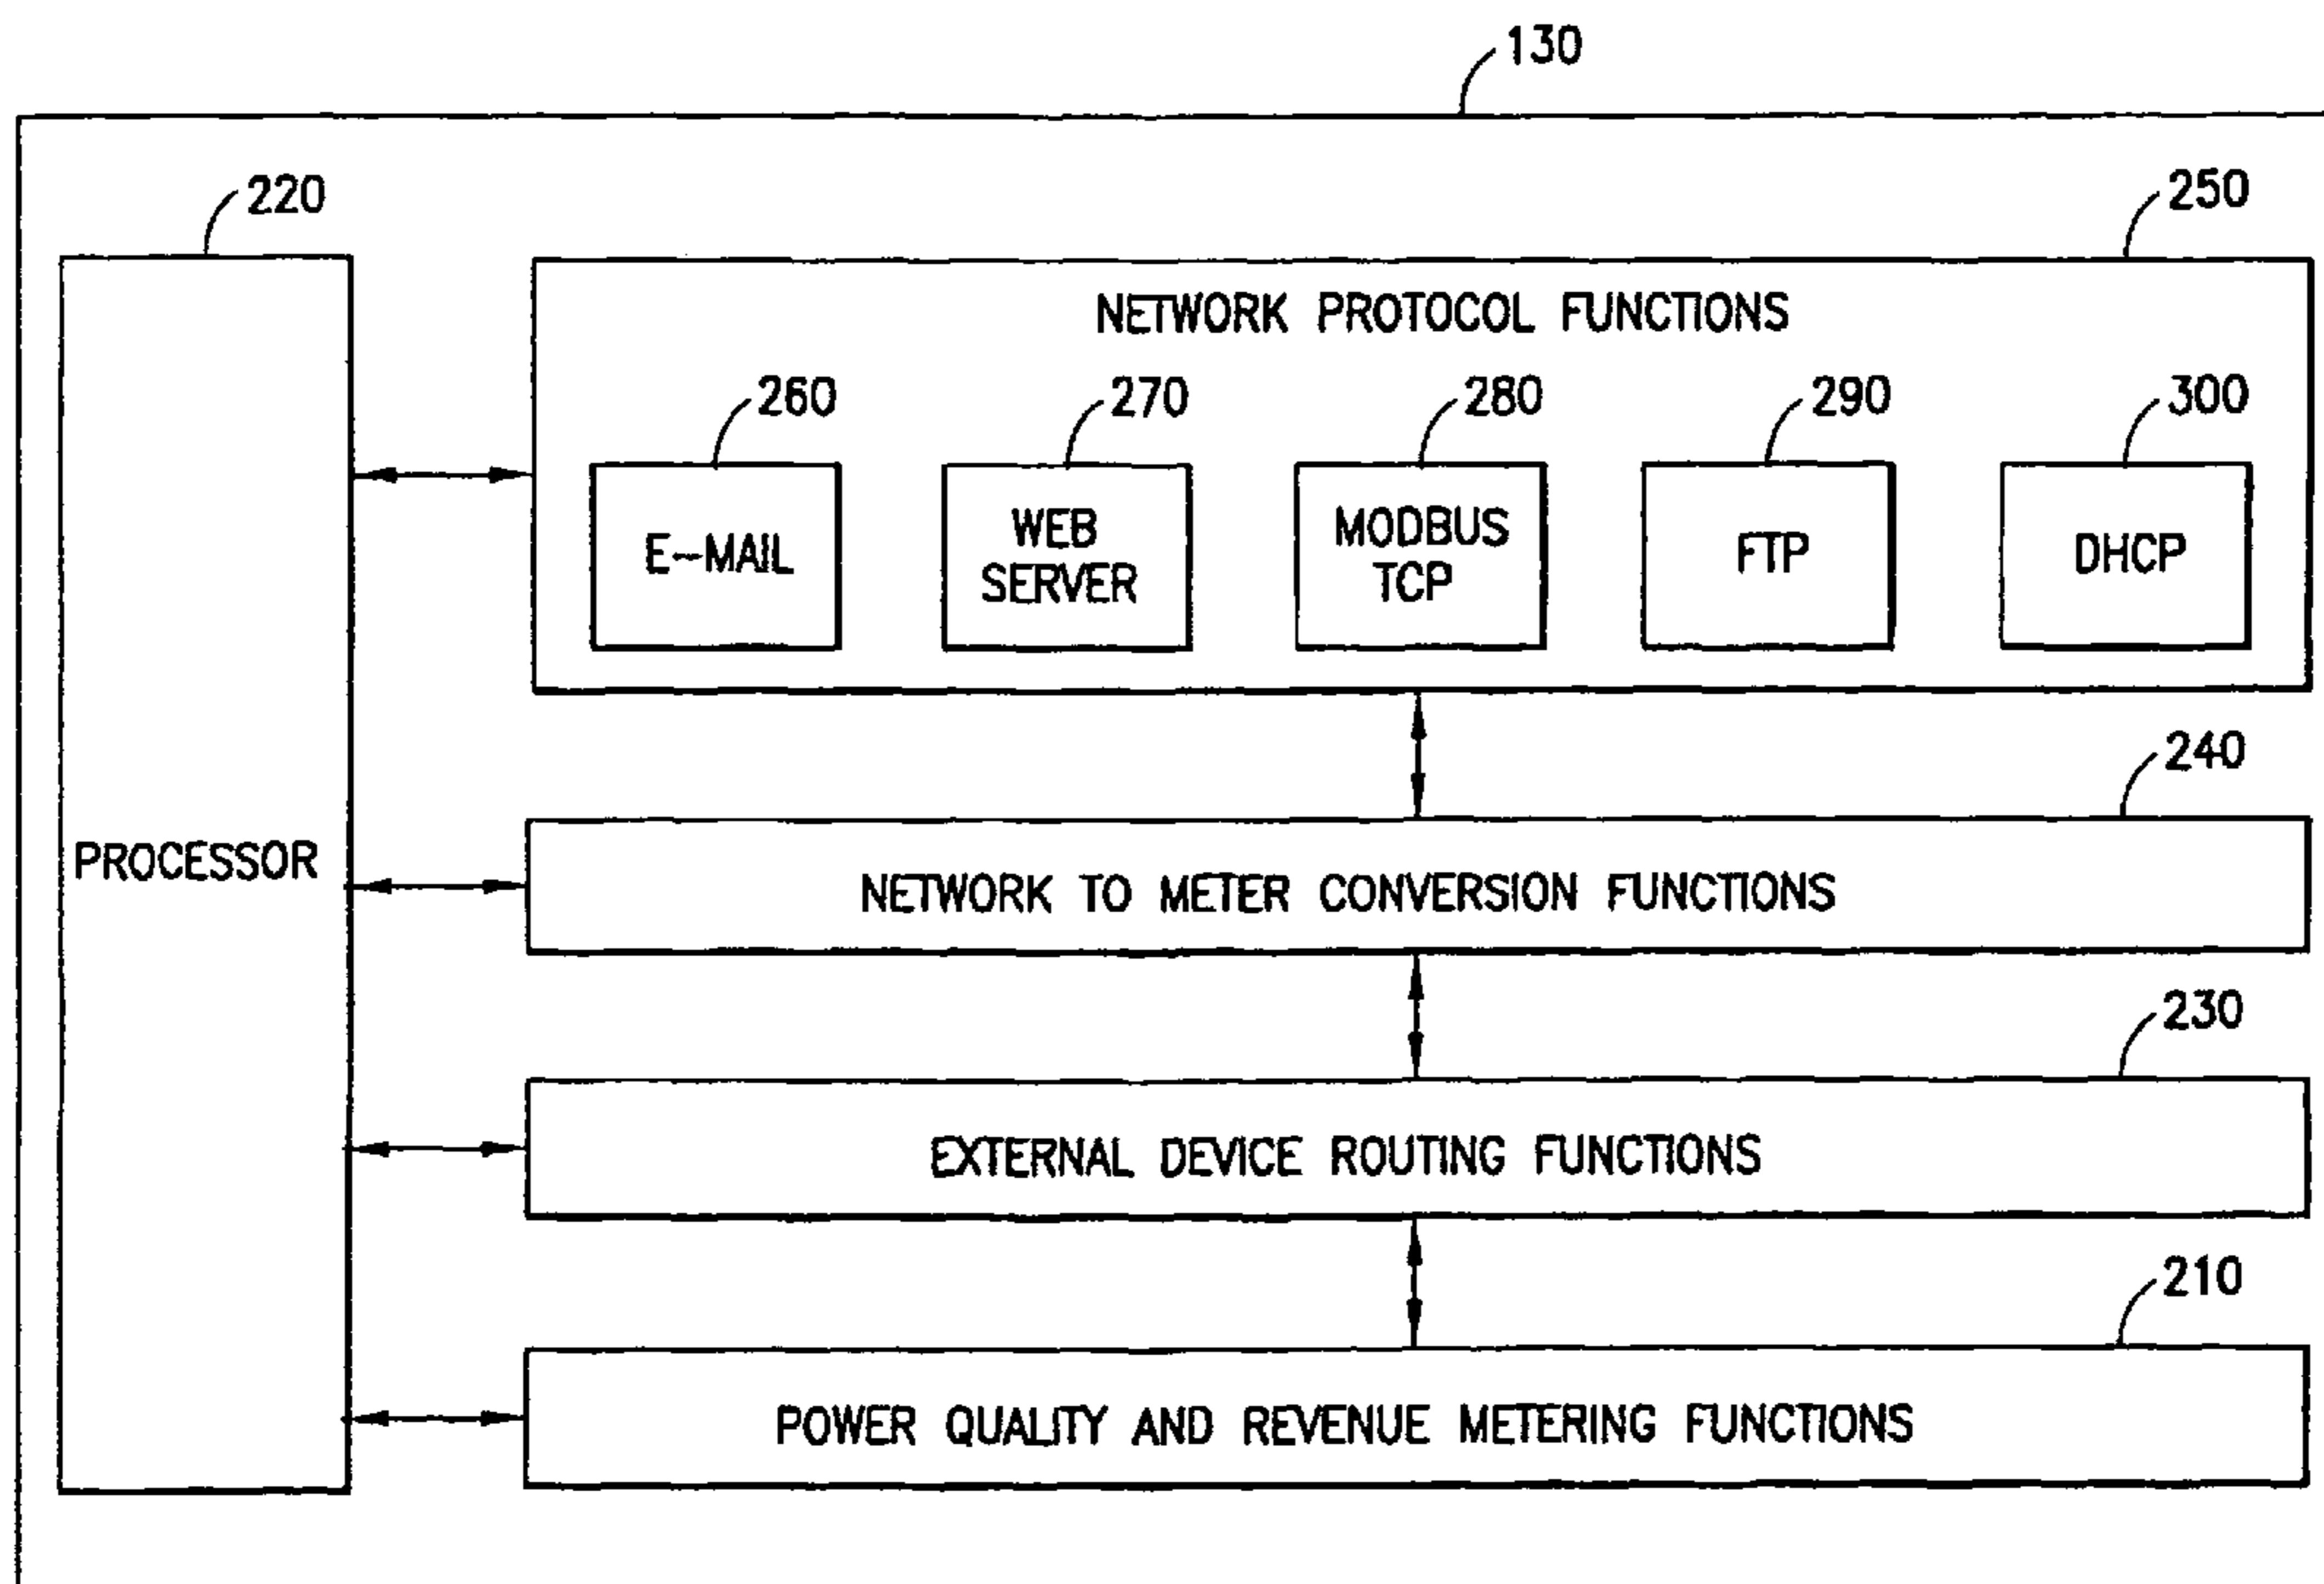 130
220
250
NETWORK PROTOCOL FUNCTIONS
260
270
280
290
300
E-MAIL
WEB
SERVER
MODBUS
TCP
FTP
DHCP
240
PROCESSOR
NETWORK TO METER CONVERSION FUNCTIONS
230
EXTERNAL DEVICE ROUTING FUNCTIONS
210
POWER QUALITY AND REVENUE METERING FUNCTIONS